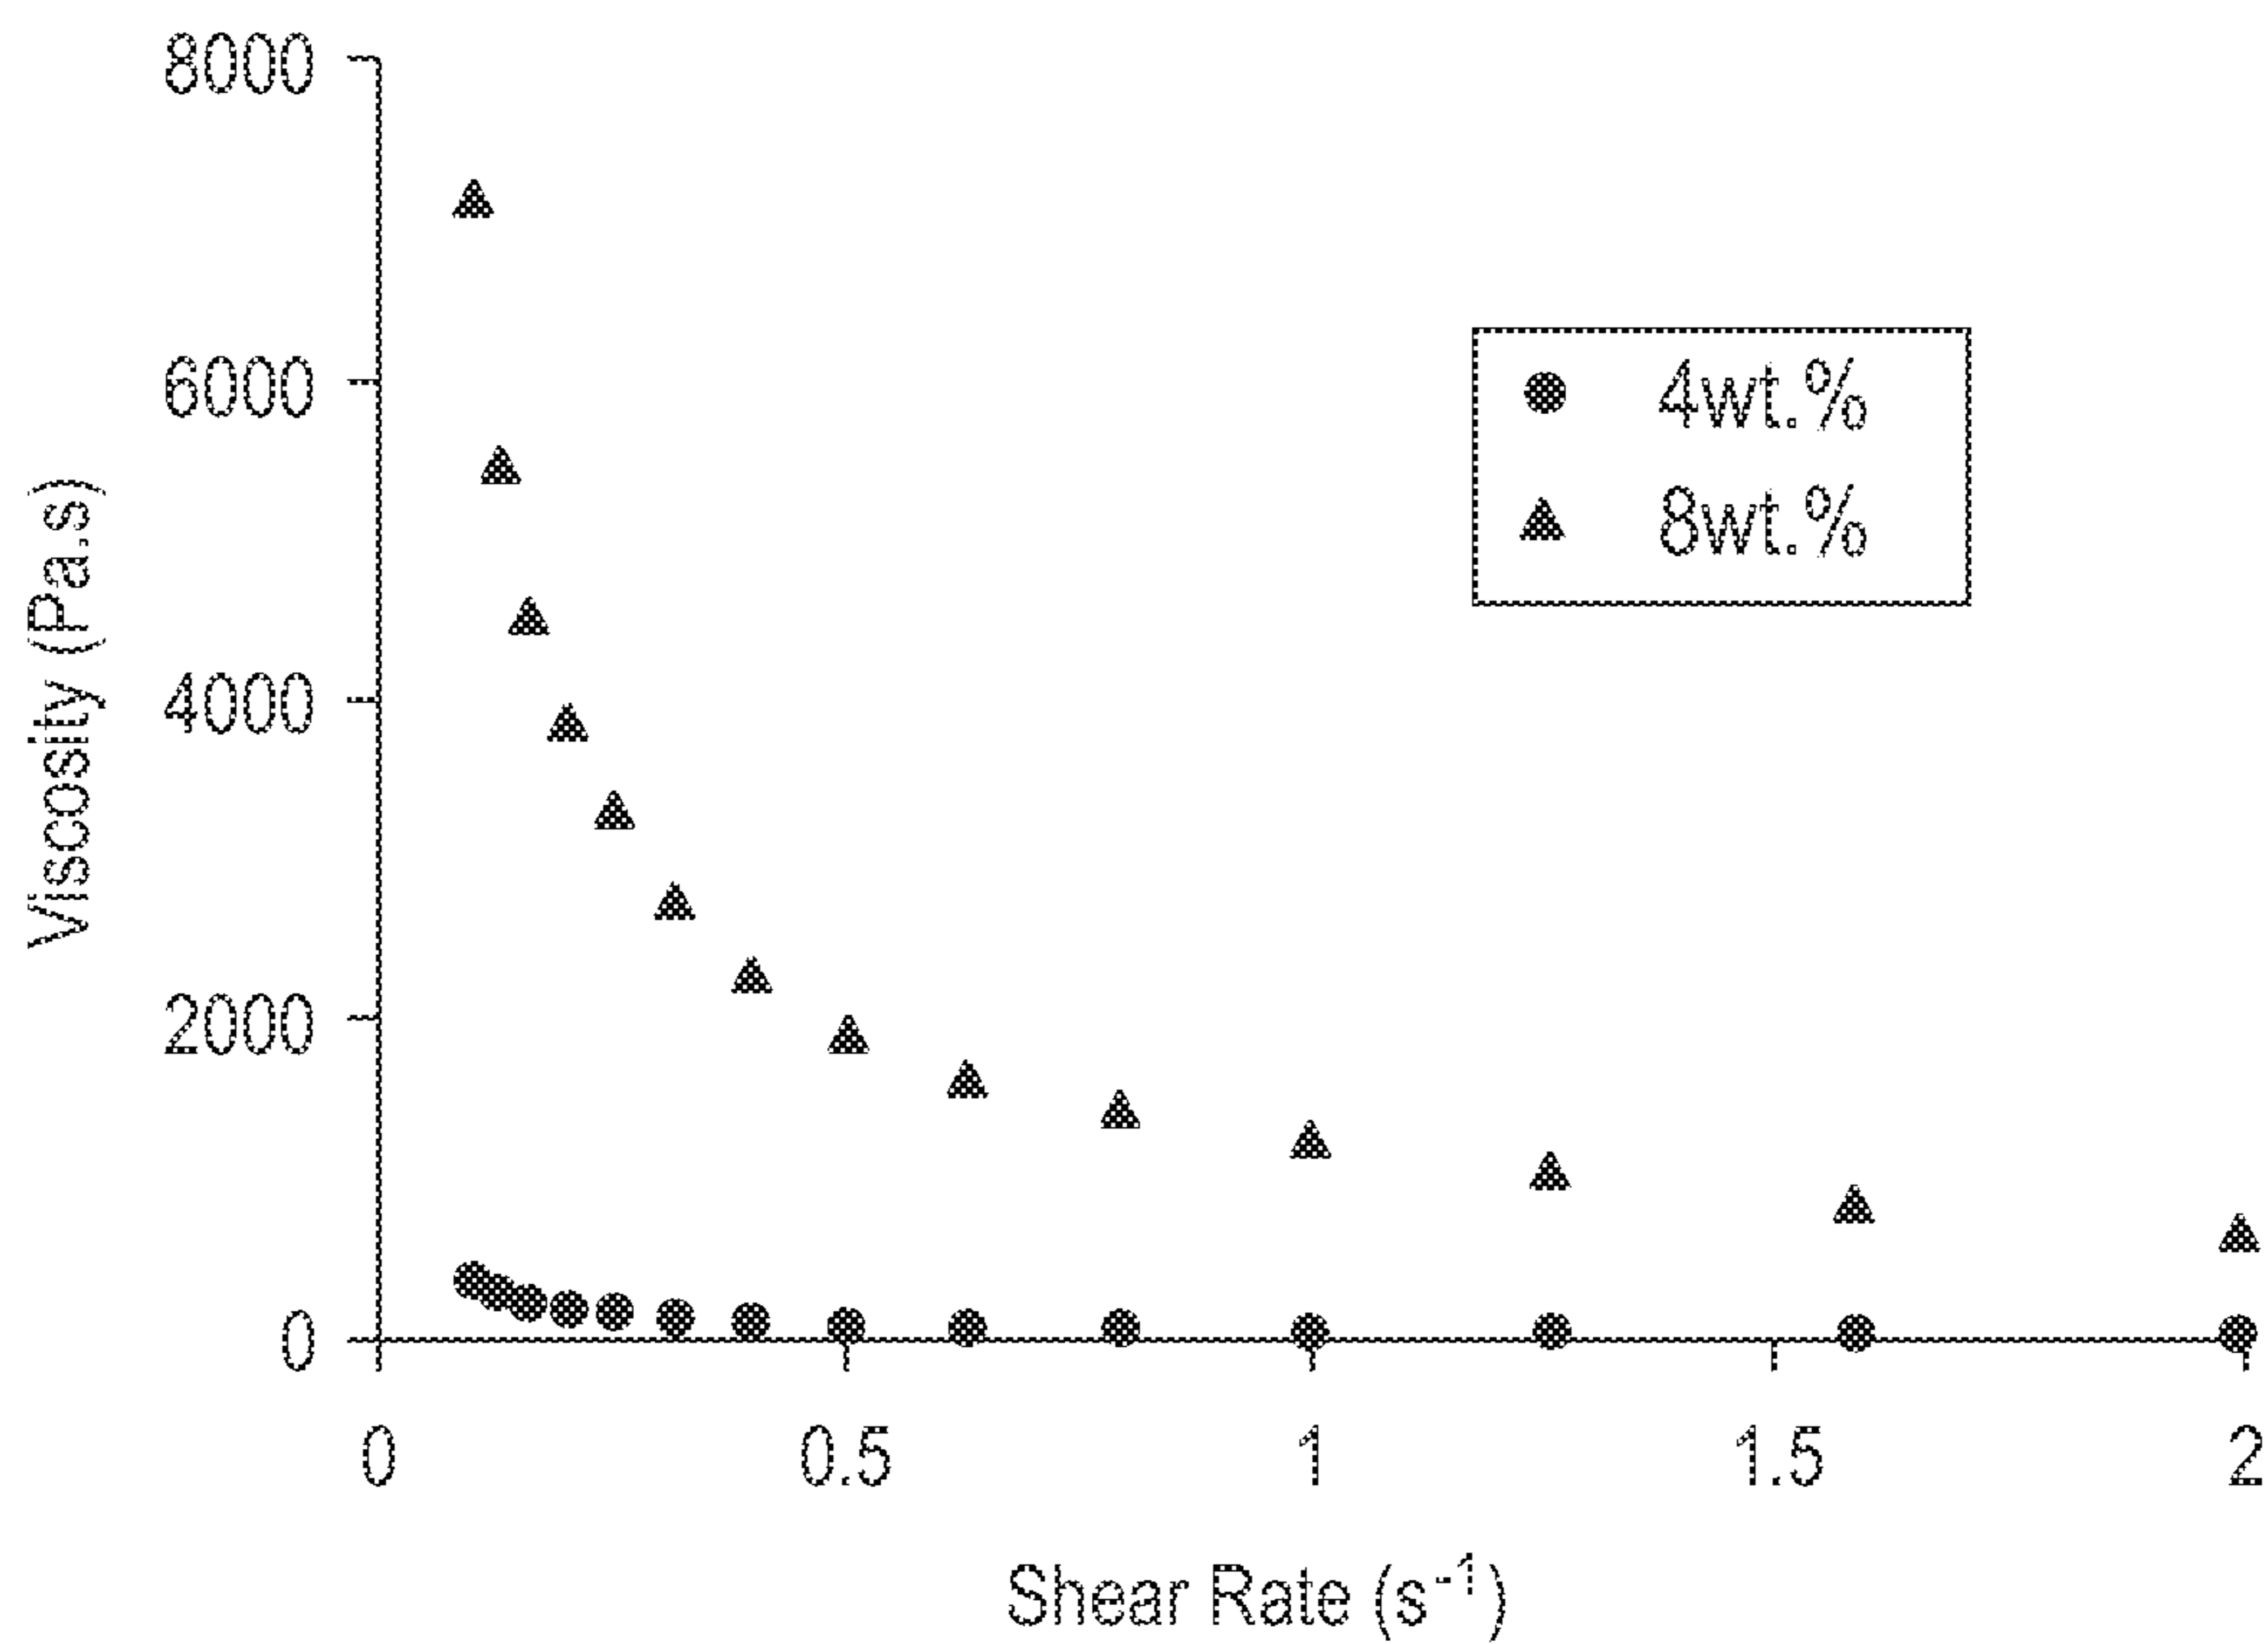 8000
6000
4000
2000
0
Viscosity (Pa.s)
4wt.%
8wt.%
0 0.5 1 1.5 2
Shear Rate (s⁻¹)